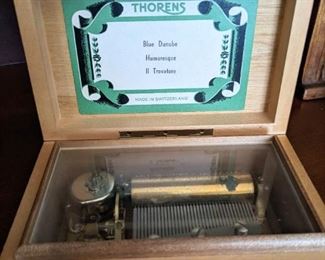 THORENS
Blue Danube
Humoresque
Il Trovatore
MADE IN SWITZERLAND